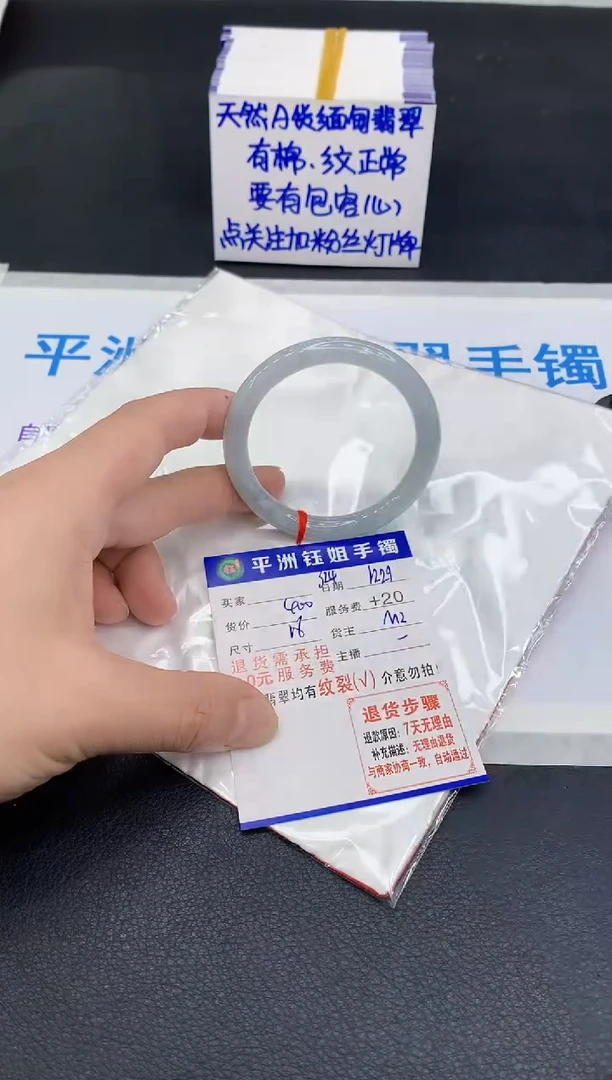 天然A货缅甸翡翠
有棉、纹正常
要有包容心
点关注加粉丝灯牌
平洲
翠手镯
平洲钰姐手镯
买家
日期 1229
货价 400 服务费 +20
尺寸 货主
退货需承担 主播
0元服务费
翡翠均有纹裂(√) 介意勿拍!
退货步骤
退款原因: 7天无理由
补充描述: 无理由退货
与商家协商一致, 自动通过